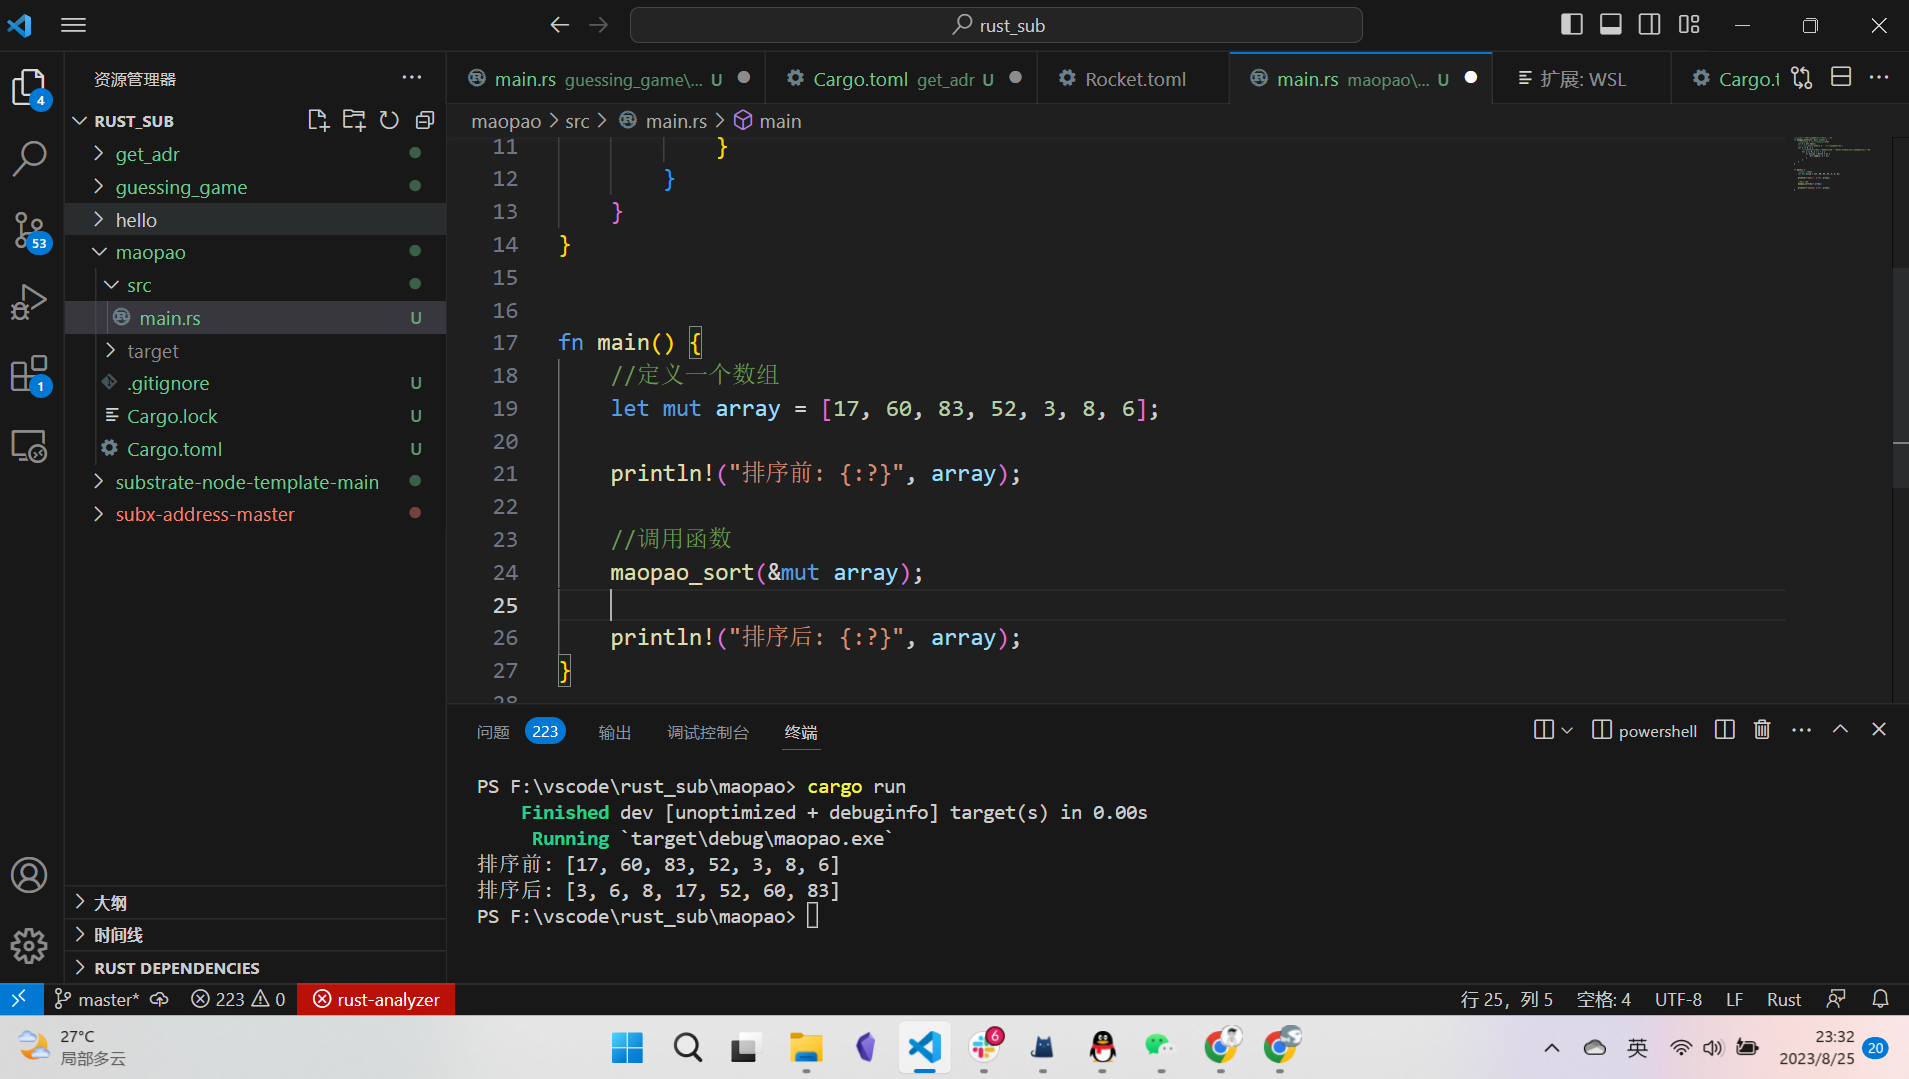 rust_sub
资源管理器
RUST_SUB
get_adr
guessing_game
hello
maopao
src
main.rs U
target
.gitignore U
Cargo.lock U
Cargo.toml U
substrate-node-template-main
subx-address-master
大纲
时间线
RUST DEPENDENCIES
4
53
1
main.rs guessing_game\... U
Cargo.toml get_adr U
Rocket.toml
main.rs maopao\... U
扩展: WSL
Cargo.t
maopao > src > main.rs > main
11 }
12 }
13 }
14 }
15
16
17 fn main() {
18 //定义一个数组
19 let mut array = [17, 60, 83, 52, 3, 8, 6];
20
21 println!("排序前: {:?}", array);
22
23 //调用函数
24 maopao_sort(&mut array);
25
26 println!("排序后: {:?}", array);
27 }
28
问题 223 输出 调试控制台 终端
powershell
PS F:\vscode\rust_sub\maopao> cargo run
Finished dev [unoptimized + debuginfo] target(s) in 0.00s
Running `target\debug\maopao.exe`
排序前: [17, 60, 83, 52, 3, 8, 6]
排序后: [3, 6, 8, 17, 52, 60, 83]
PS F:\vscode\rust_sub\maopao>
master* 223 0 rust-analyzer
行 25，列 5 空格: 4 UTF-8 LF Rust
27°C
局部多云
6
英
23:32
2023/8/25
20